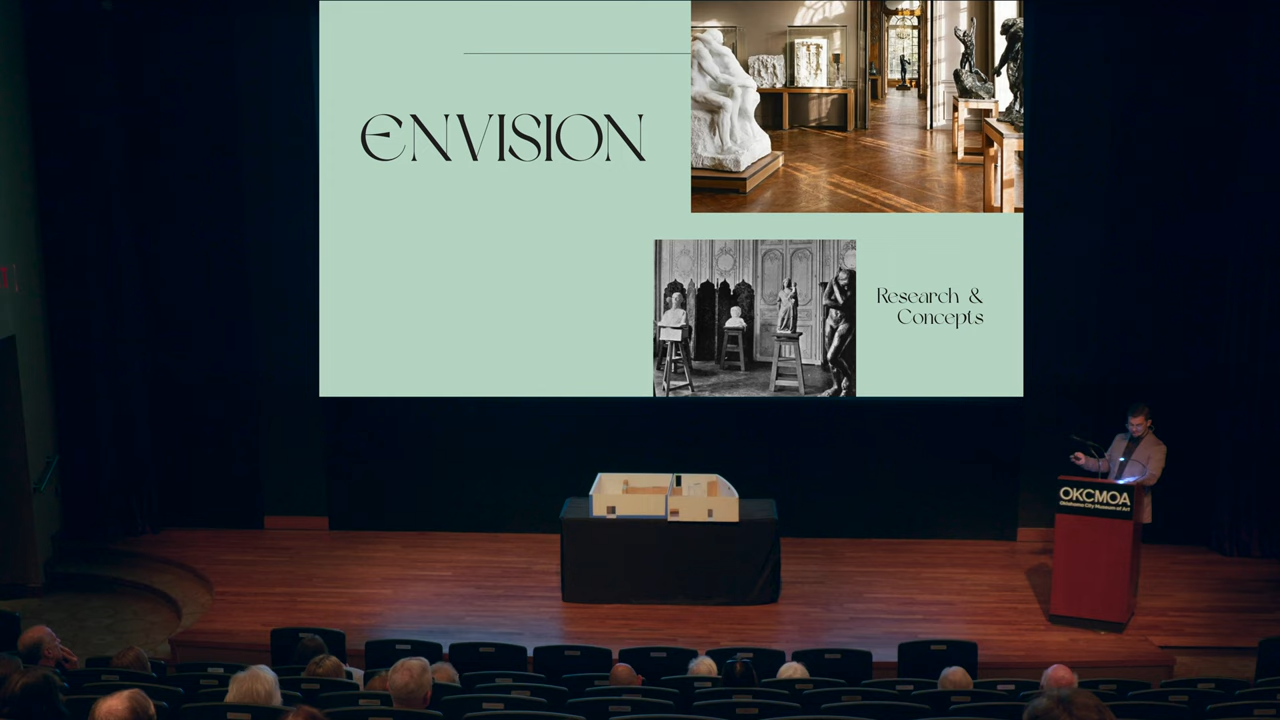 ENVISION
Research &
Concepts
OKCMOA
Oklahoma City Museum of Art